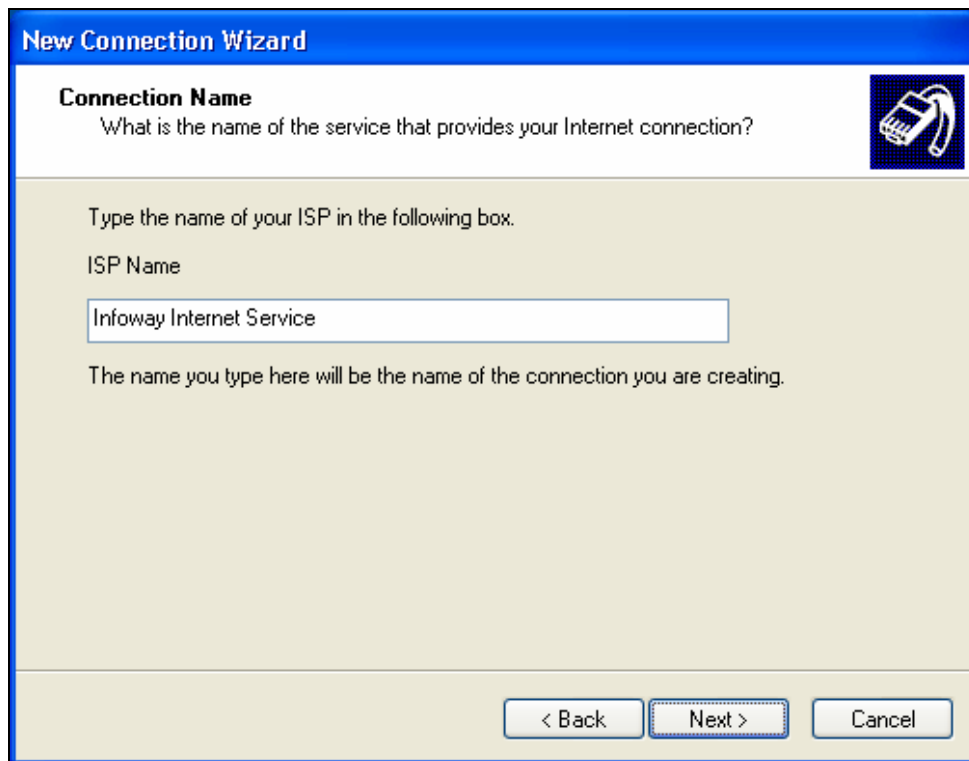 New Connection Wizard
Connection Name
What is the name of the service that provides your Internet connection?
Type the name of your ISP in the following box.
ISP Name
Infoway Internet Service
The name you type here will be the name of the connection you are creating.
< Back Next > Cancel